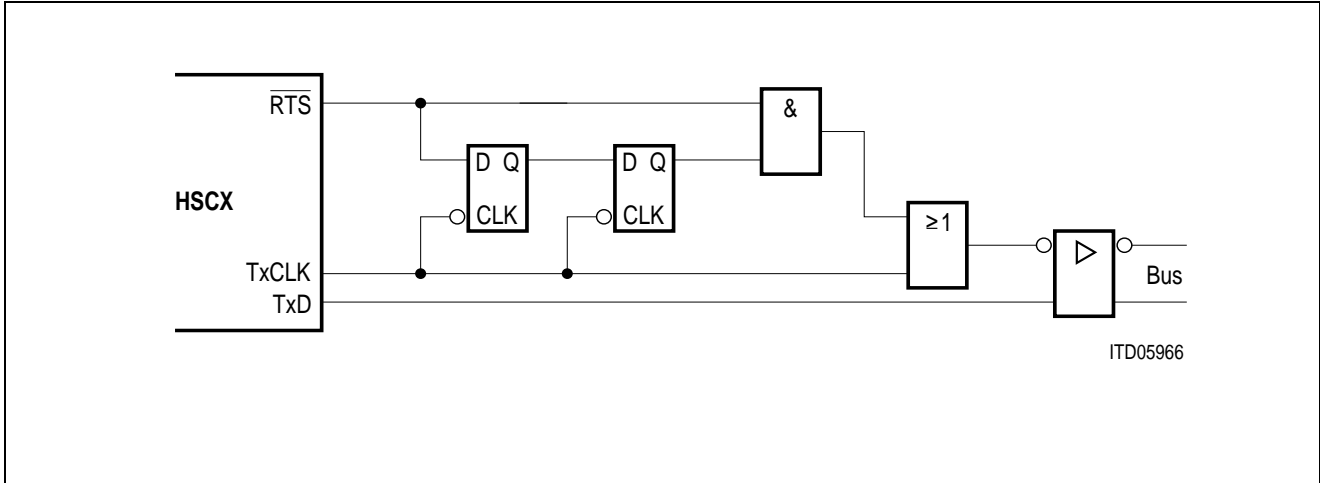 RTS
&
D Q
D Q
HSCX
CLK
CLK
≥1
TxCLK
Bus
TxD
ITD05966